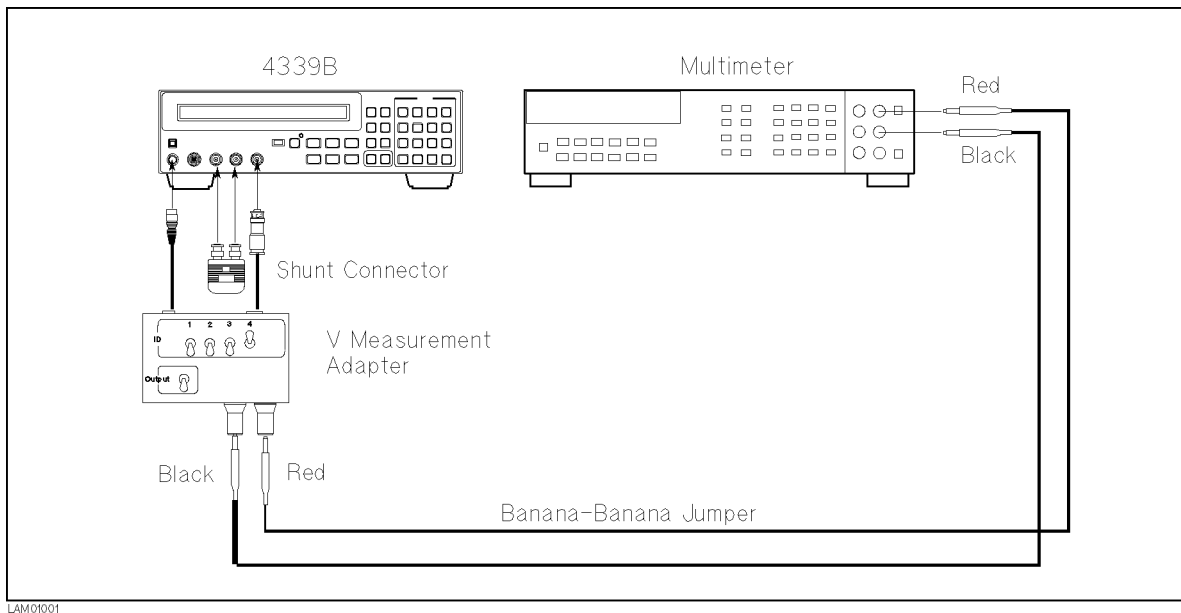 4339B
Multimeter
Red
Black
Shunt Connector
1 2 3 4
ID
V Measurement
Adapter
Output
Black
Red
Banana-Banana Jumper
LAM01001